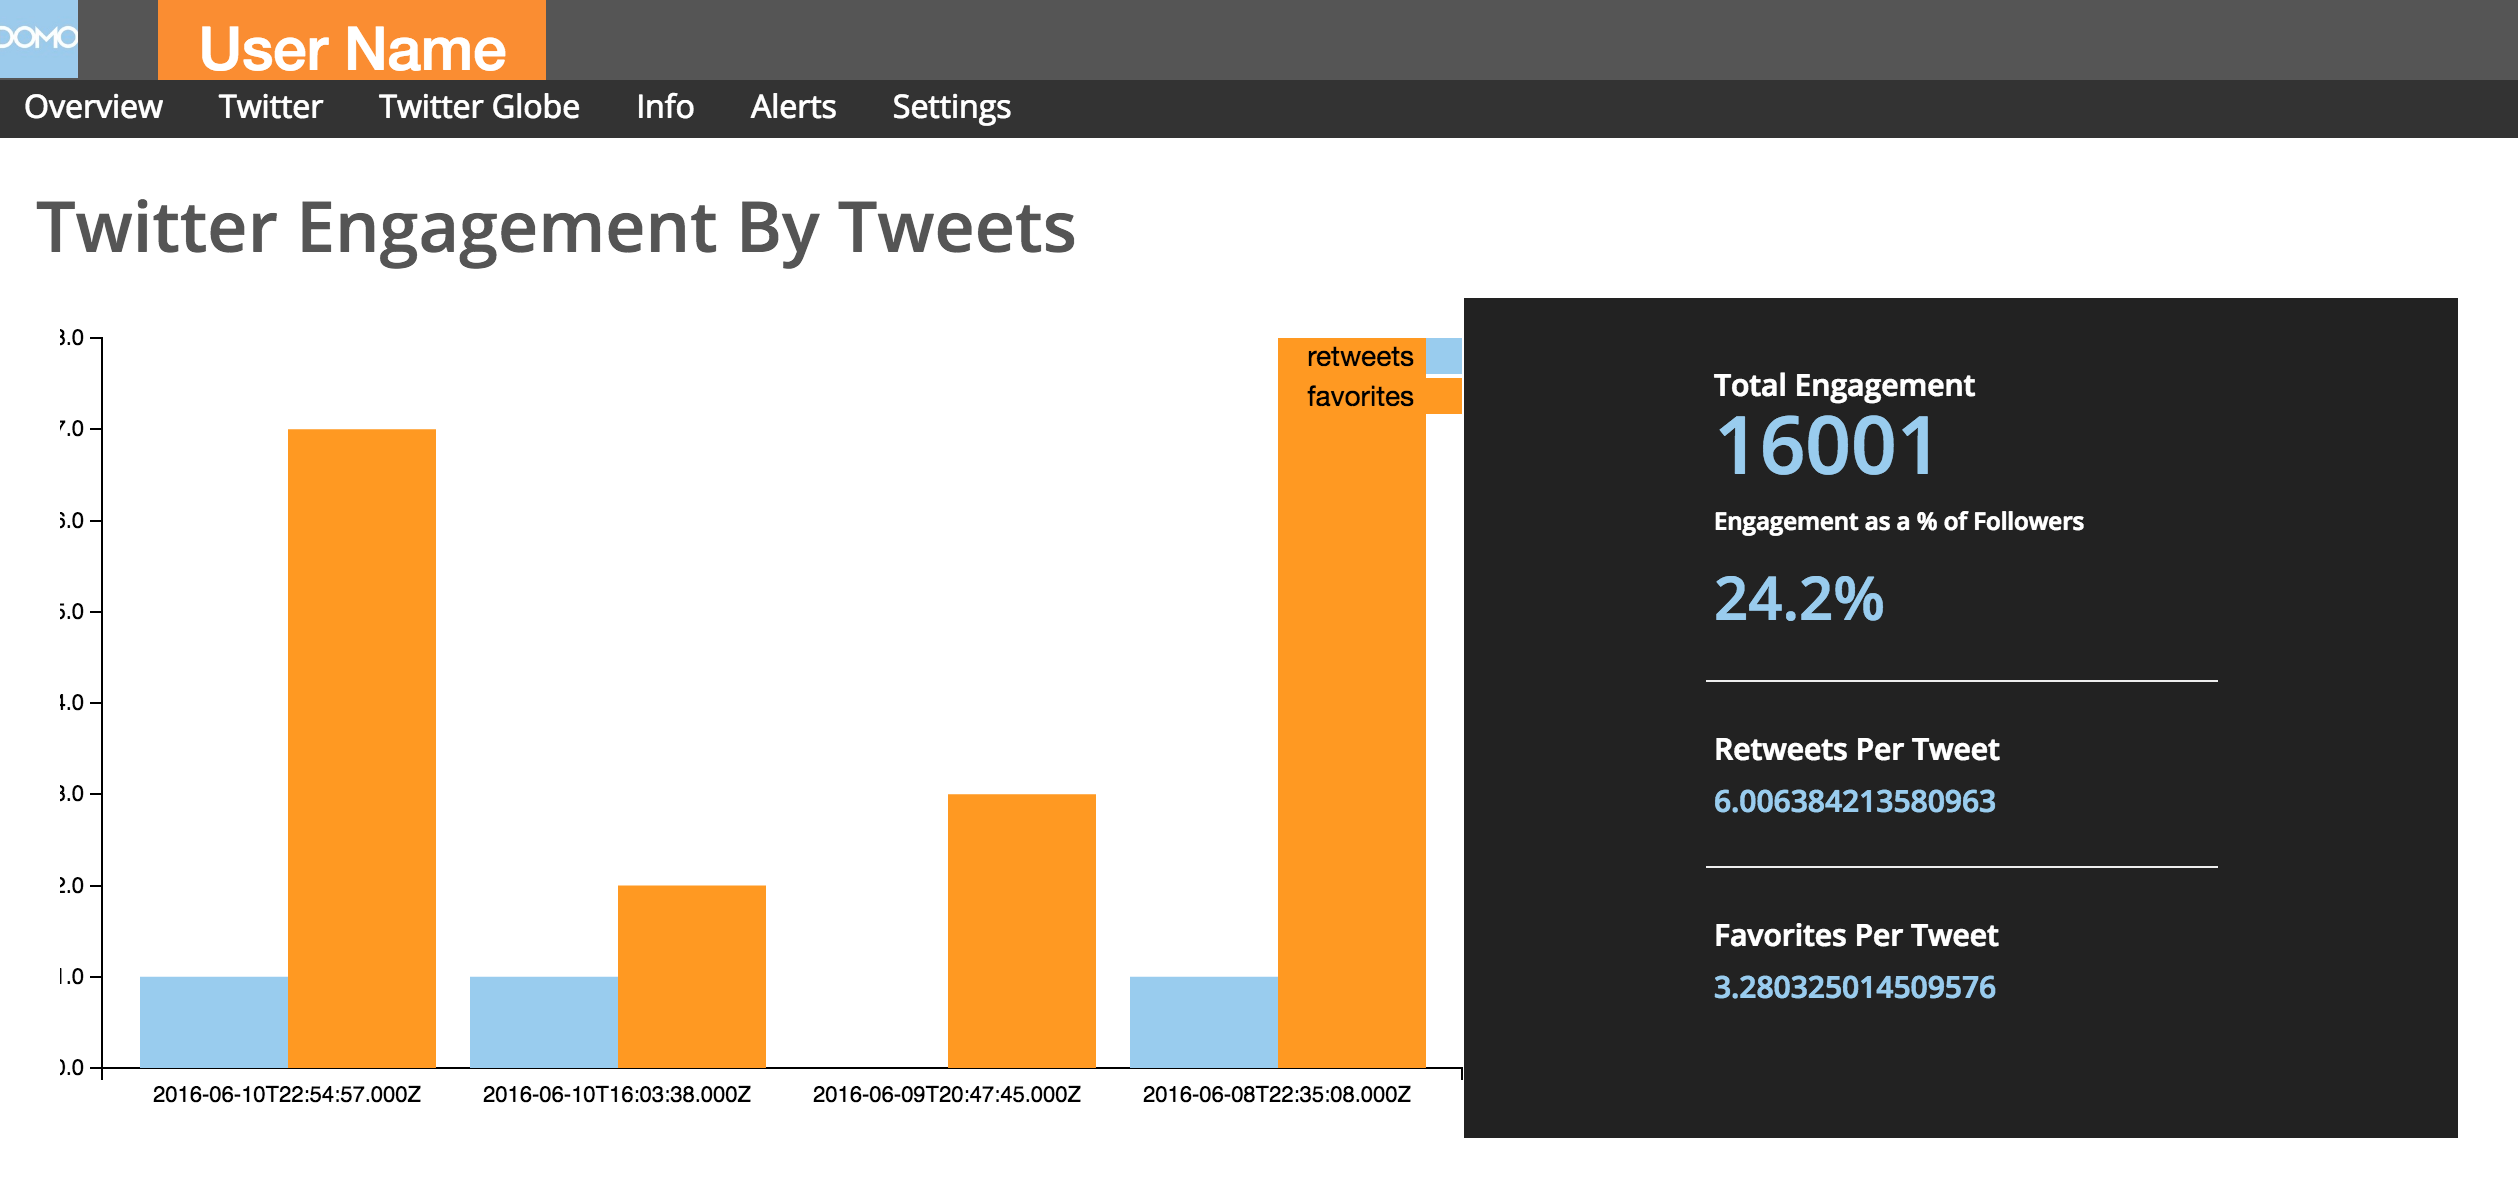 DOMO
User Name
Overview Twitter Twitter Globe Info Alerts Settings
Twitter Engagement By Tweets
8.0
7.0
6.0
5.0
4.0
3.0
2.0
1.0
0.0
retweets
favorites
2016-06-10T22:54:57.000Z 2016-06-10T16:03:38.000Z 2016-06-09T20:47:45.000Z 2016-06-08T22:35:08.000Z
Total Engagement
16001
Engagement as a % of Followers
24.2%
Retweets Per Tweet
6.006384213580963
Favorites Per Tweet
3.280325014509576